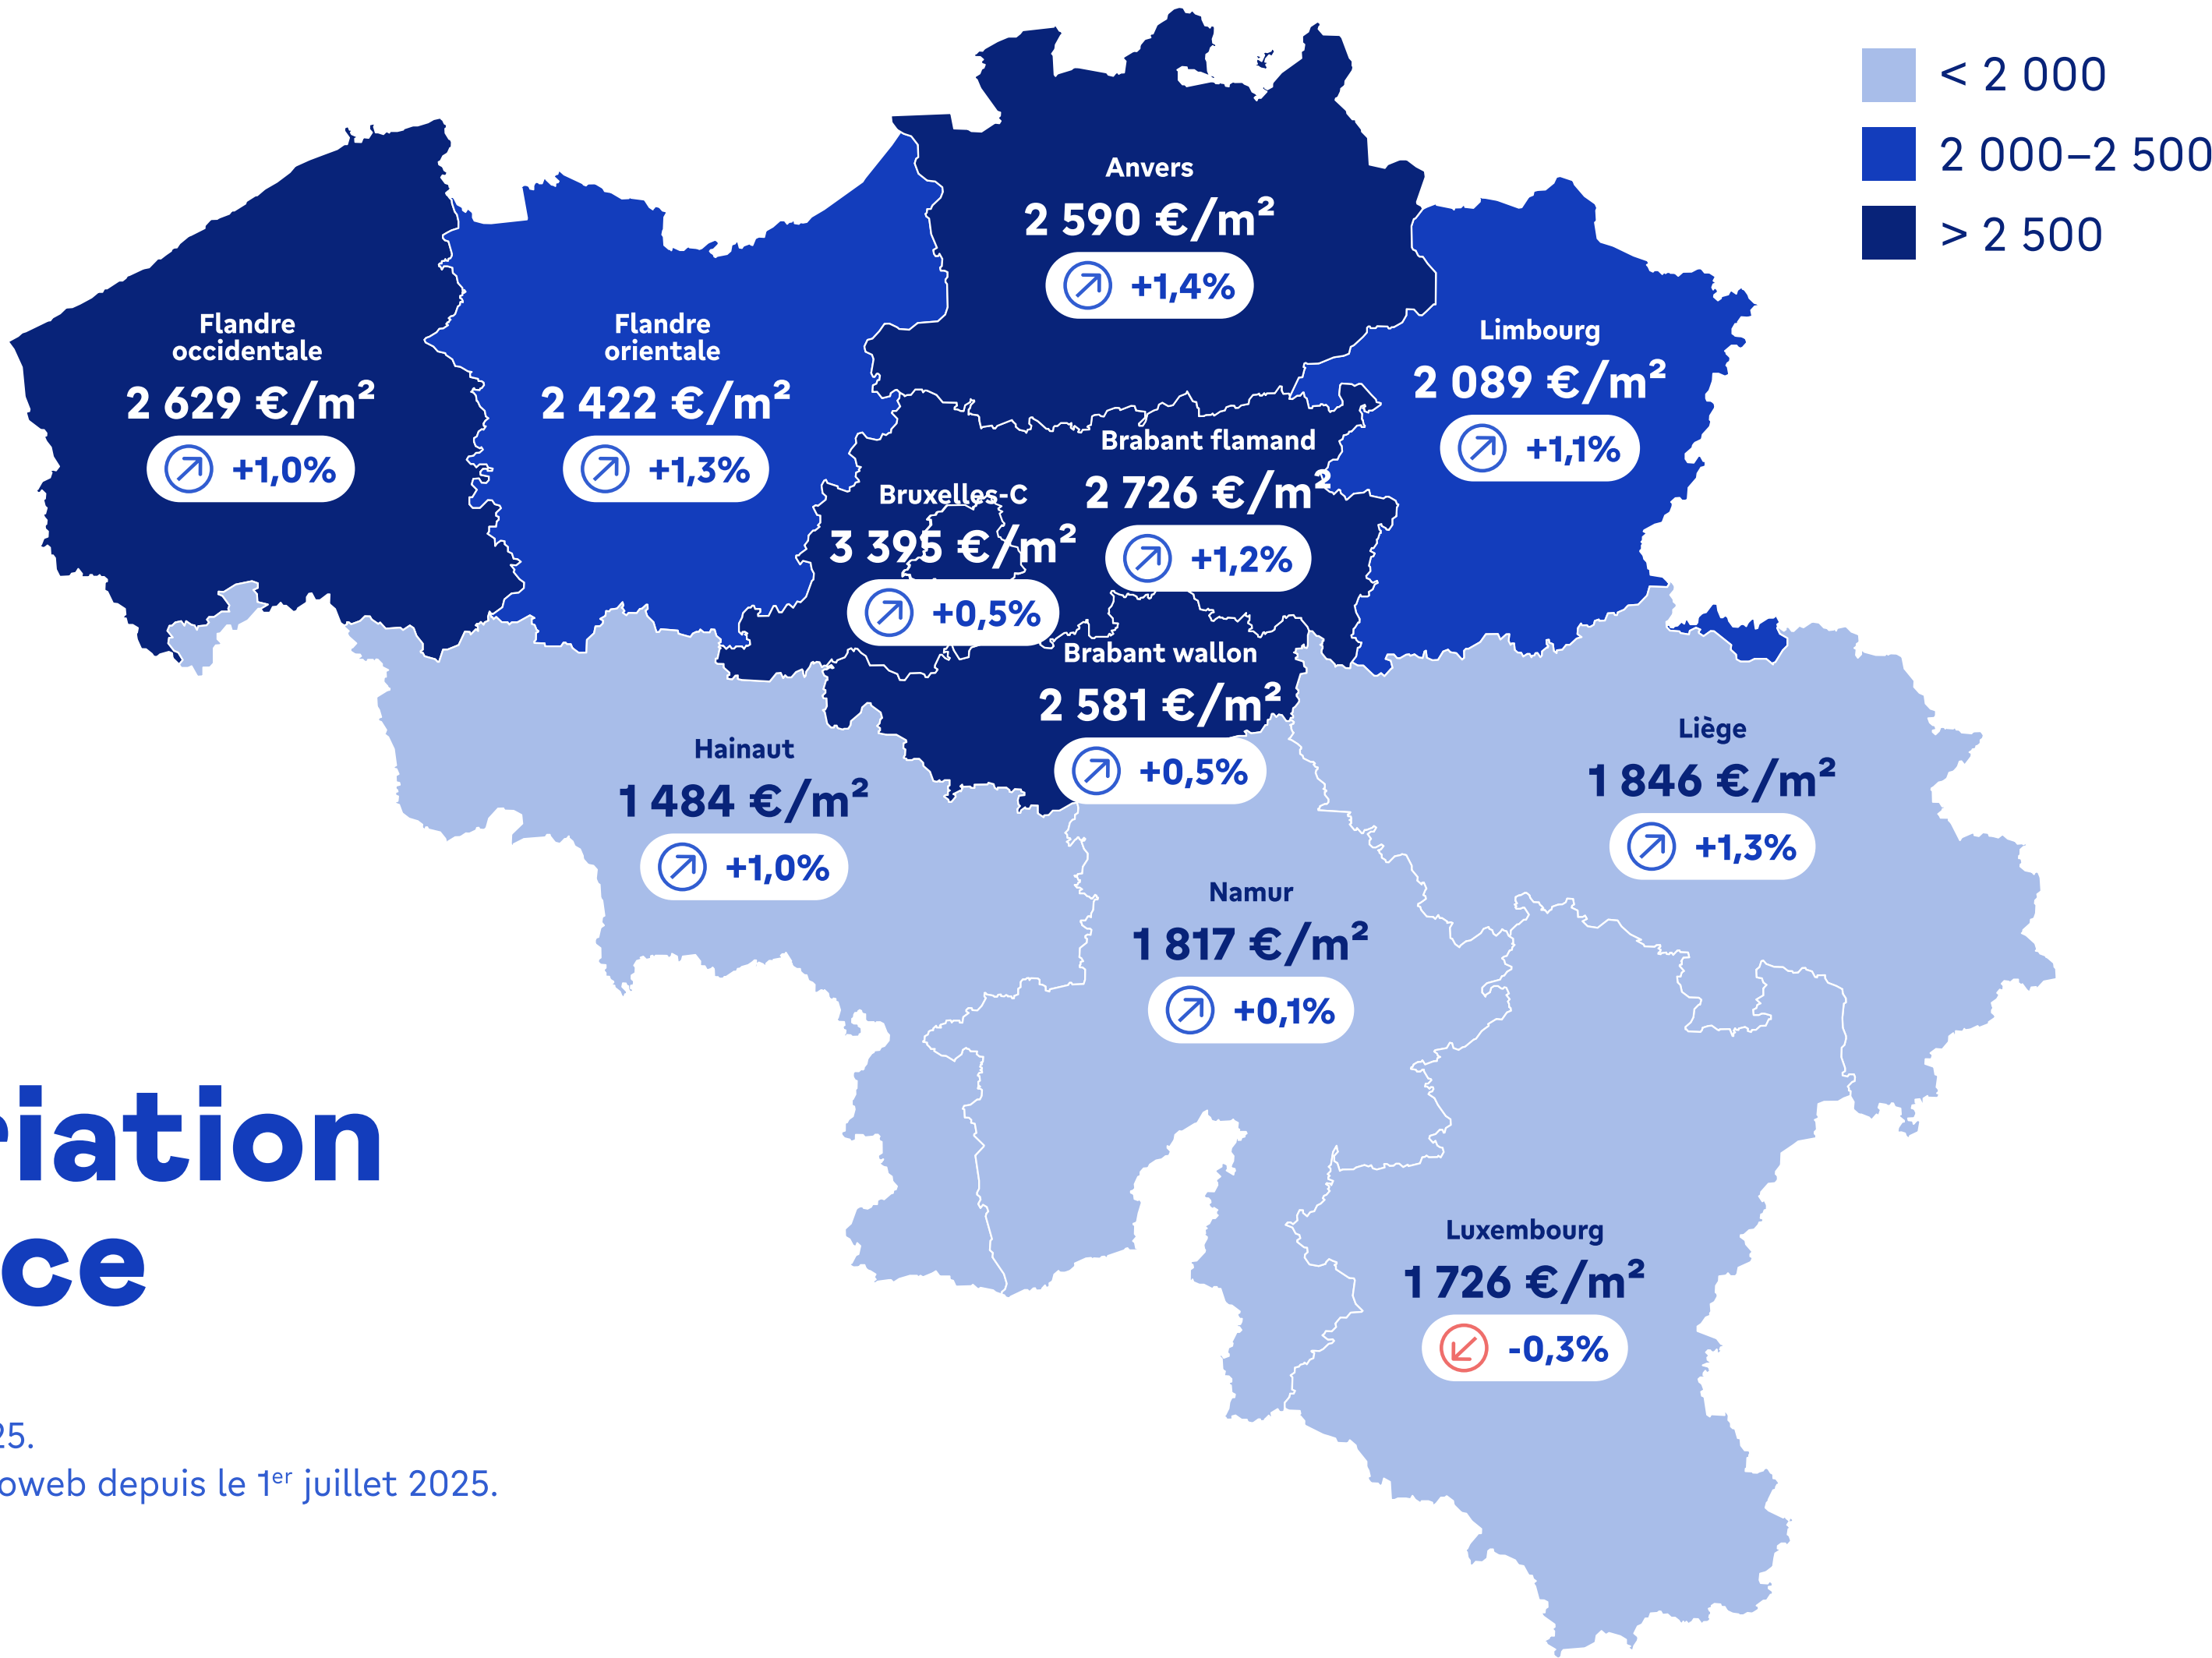 < 2 000
2 000–2 500
> 2 500
Anvers
2 590 €/m²
+1,4%
Flandre
occidentale
2 629 €/m²
+1,0%
Flandre
orientale
2 422 €/m²
+1,3%
Limbourg
2 089 €/m²
+1,1%
Brabant flamand
2 726 €/m²
+1,2%
Bruxelles-C
3 395 €/m²
+0,5%
Brabant wallon
2 581 €/m²
+0,5%
Hainaut
1 484 €/m²
+1,0%
Liège
1 846 €/m²
+1,3%
Namur
1 817 €/m²
+0,1%
Luxembourg
1 726 €/m²
-0,3%
riation
ce
25.
oweb depuis le 1er juillet 2025.